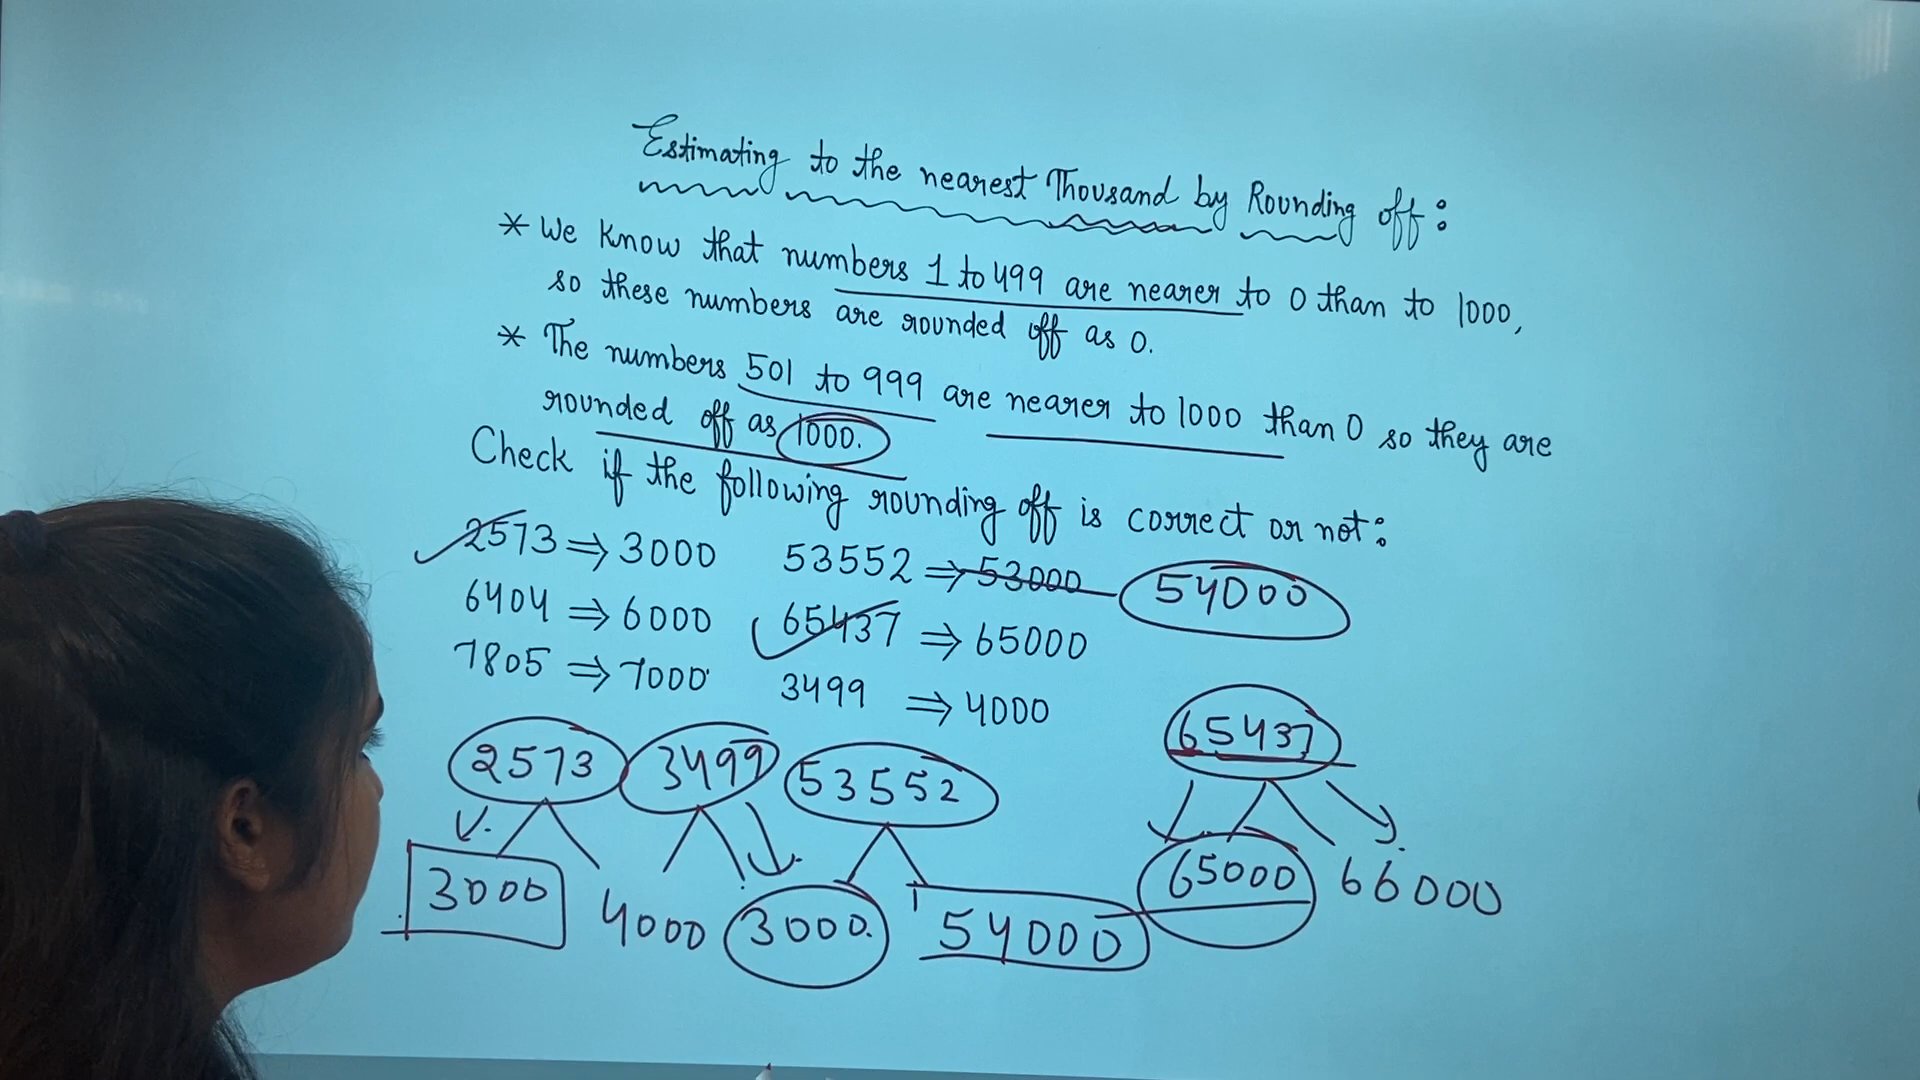 Estimating to the nearest Thousand by Rounding off:
* We know that numbers 1 to 499 are nearer to 0 than to 1000,
so these numbers are rounded off as 0.
* The numbers 501 to 999 are nearer to 1000 than 0 so they are
rounded off as 1000.
Check if the following rounding off is correct or not:
2573 ⇒ 3000 53552 ⇒ 53000 54000
6404 ⇒ 6000 65437 ⇒ 65000
7805 ⇒ 7000 3499 ⇒ 4000
2573 3499 53552 65437
3000 4000 3000. 54000 65000 66000